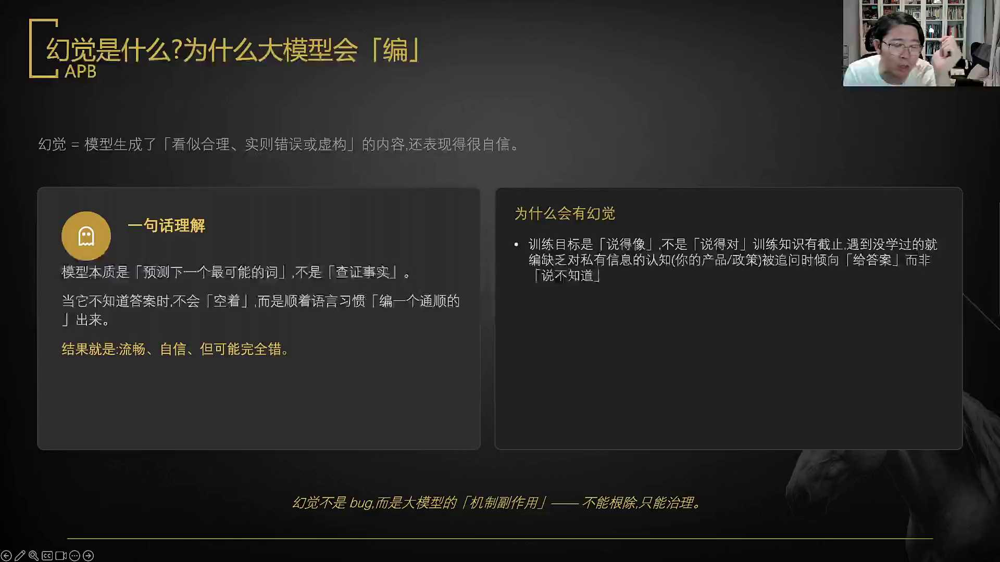 幻觉是什么?为什么大模型会「编」
APB
幻觉 = 模型生成了「看似合理、实则错误或虚构」的内容,还表现得很自信。
一句话理解
模型本质是「预测下一个最可能的词」,不是「查证事实」。
当它不知道答案时,不会「空着」,而是顺着语言习惯「编一个通顺的
」出来。
结果就是:流畅、自信、但可能完全错。
为什么会有幻觉
• 训练目标是「说得像」,不是「说得对」训练知识有截止,遇到没学过的就
编缺乏对私有信息的认知(你的产品/政策)被追问时倾向「给答案」而非
「说不知道」
幻觉不是 bug,而是大模型的「机制副作用」—— 不能根除,只能治理。
CC